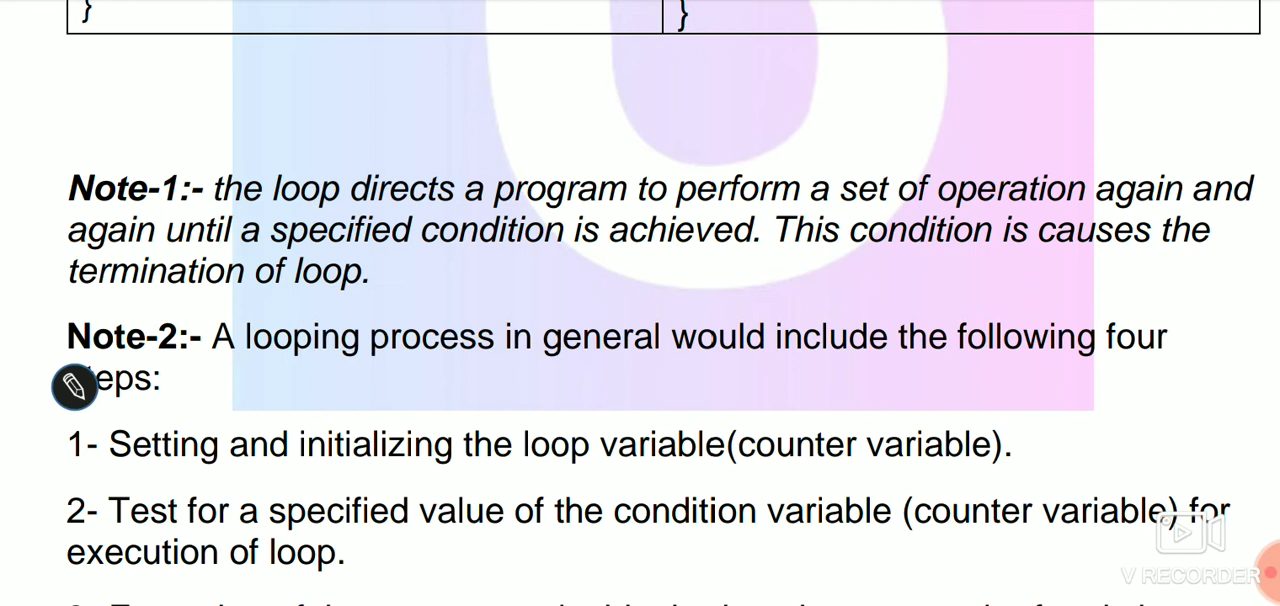 } }
Note-1:- the loop directs a program to perform a set of operation again and
again until a specified condition is achieved. This condition is causes the
termination of loop.
Note-2:- A looping process in general would include the following four
eps:
1- Setting and initializing the loop variable(counter variable).
2- Test for a specified value of the condition variable (counter variable) for
execution of loop.
V RECORDER